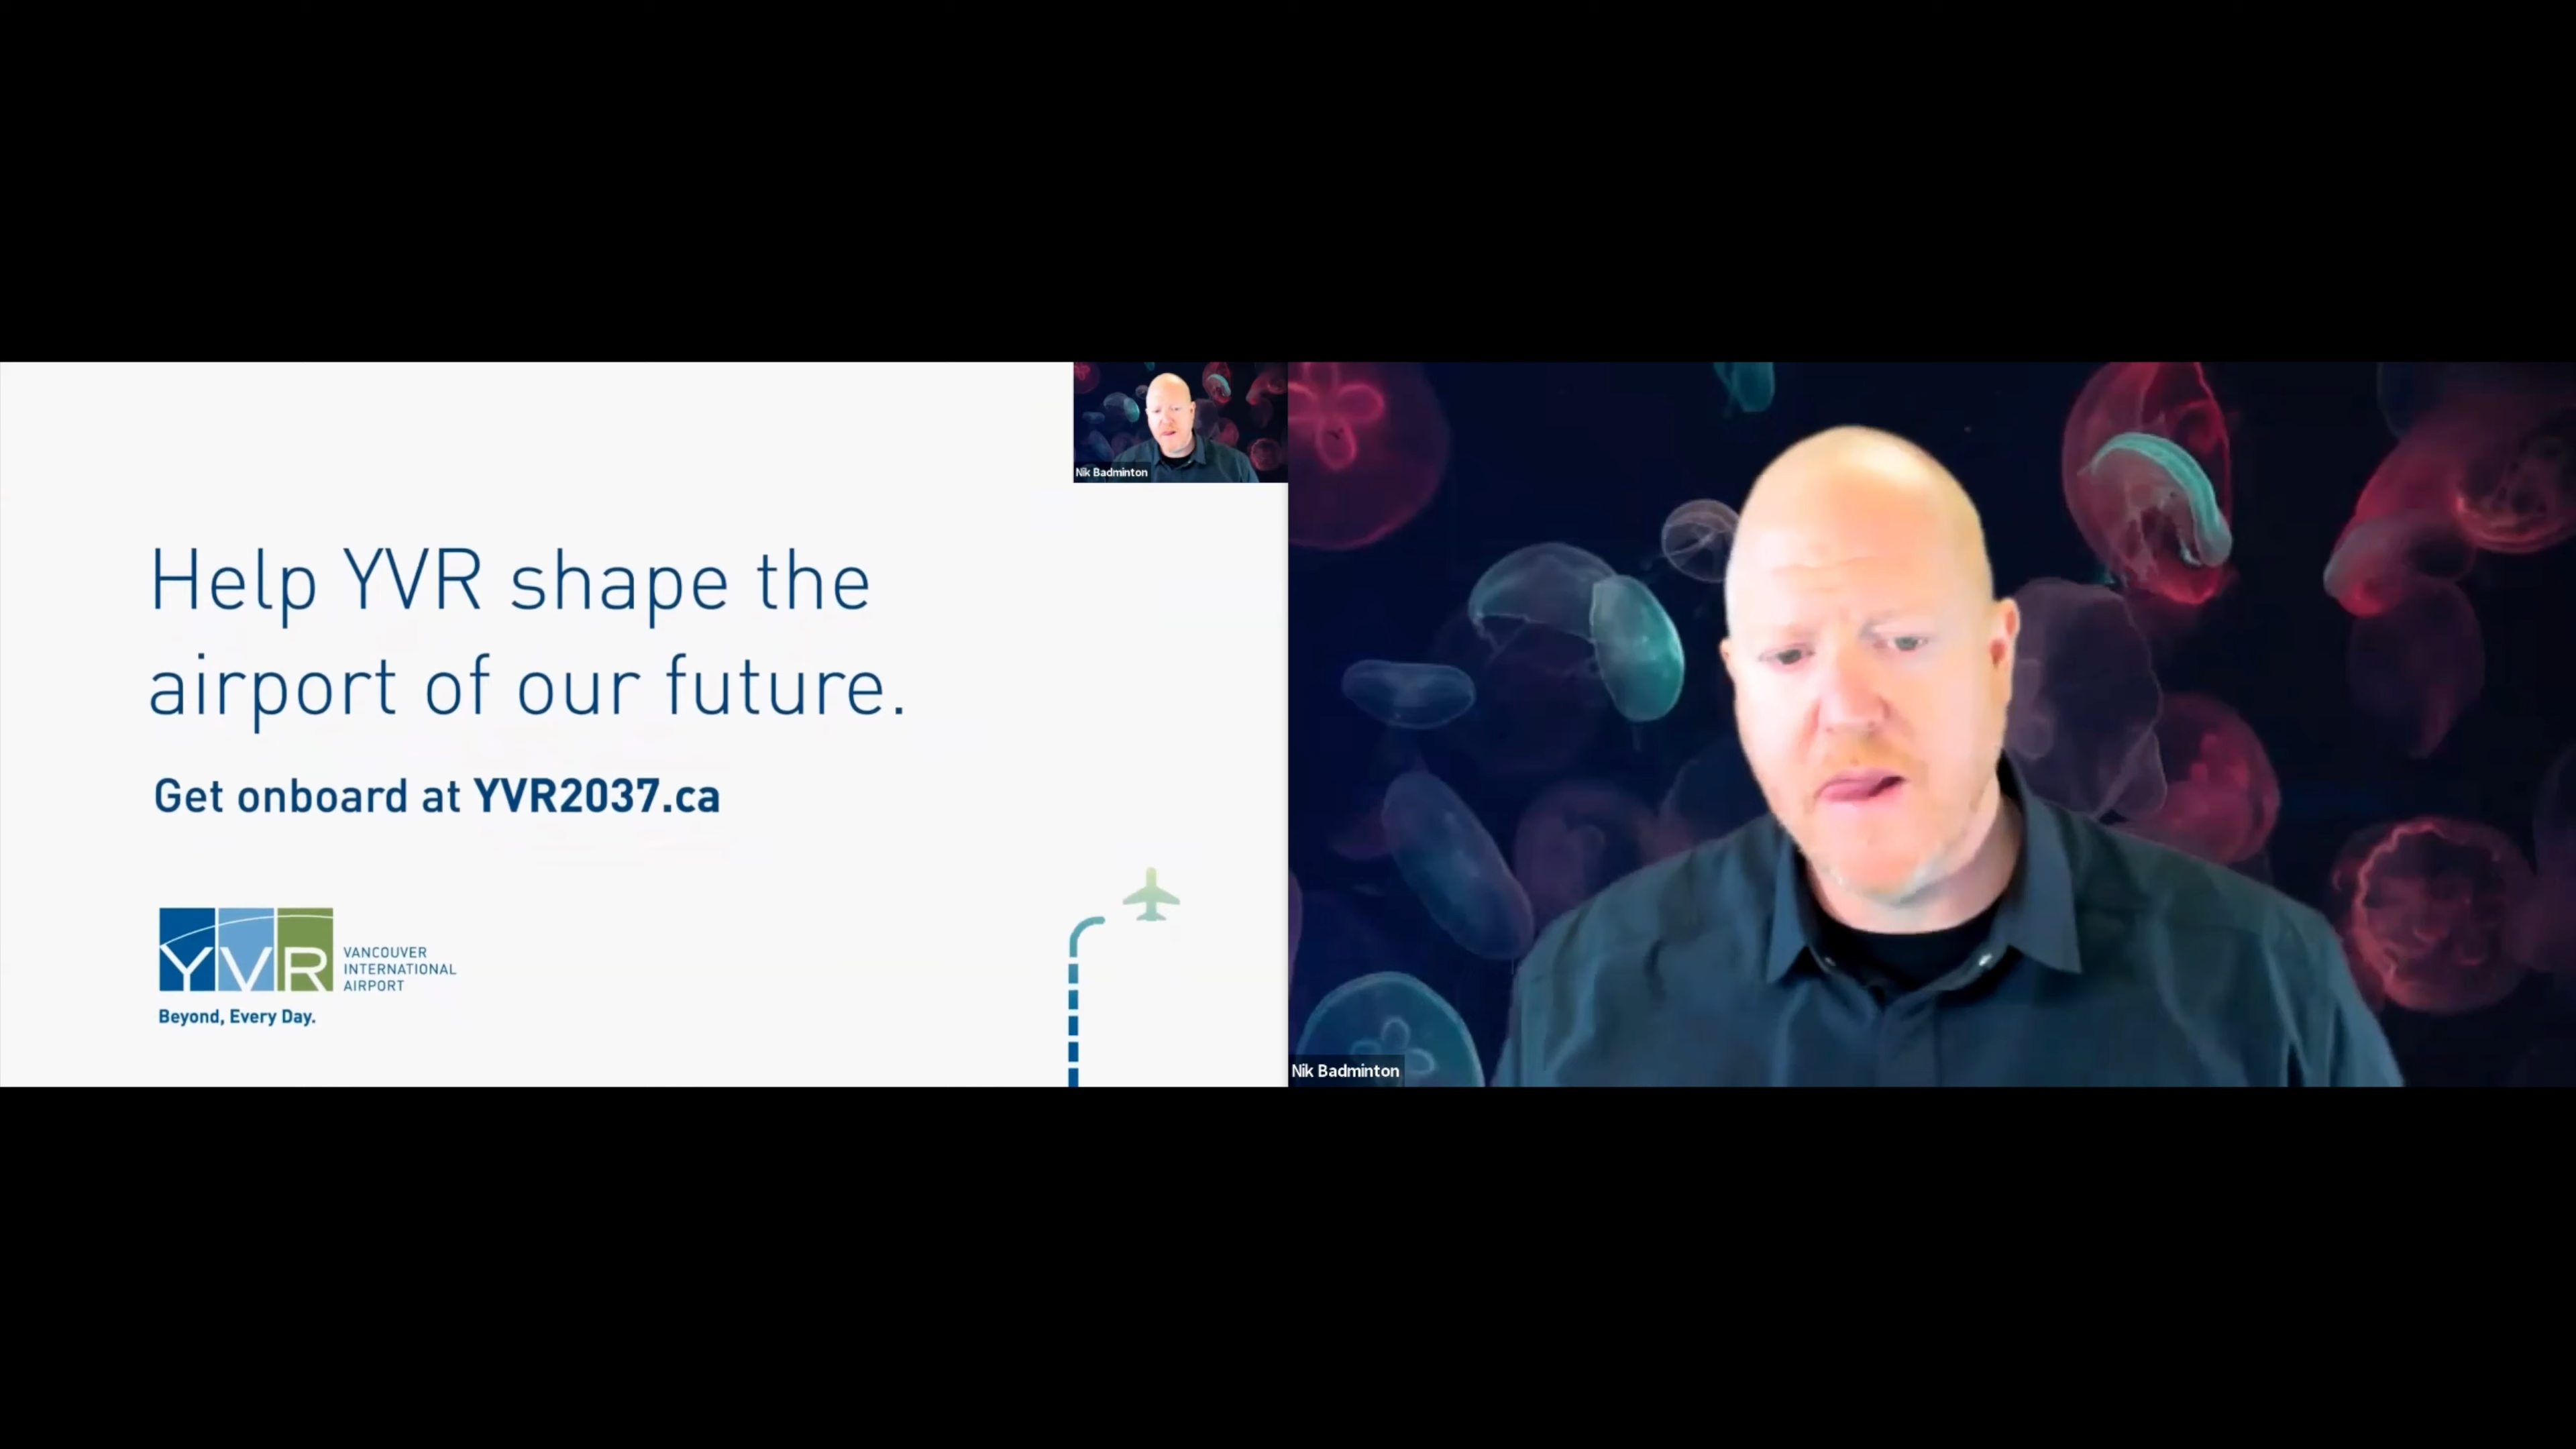 Help YVR shape the
airport of our future.
Get onboard at YVR2037.ca
YVR
VANCOUVER
INTERNATIONAL
AIRPORT
Beyond, Every Day.
Nik Badminton
Nik Badminton